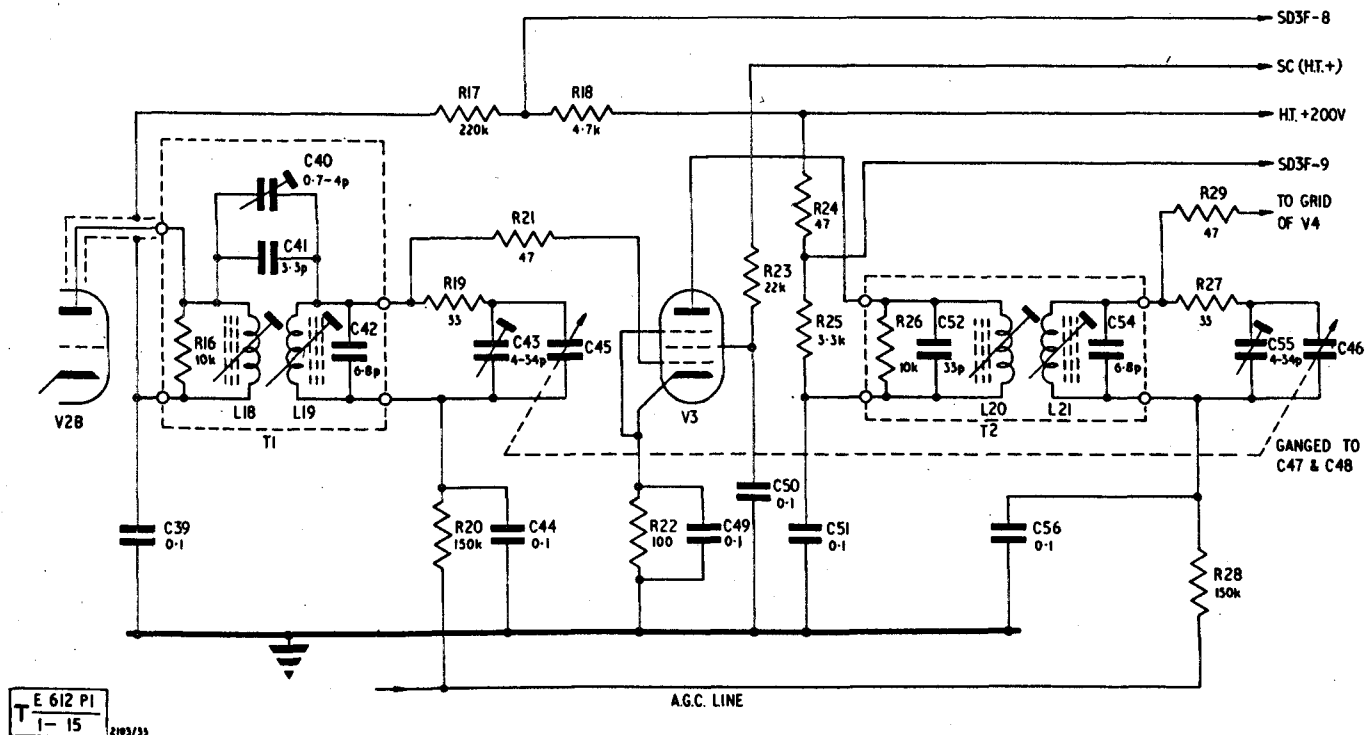 SD3F-8
SC (H.T.+)
R17
220k
R18
4·7k
H.T. +200V
SD3F-9
C40
0·7-4p
R24
47
R29
47
TO GRID
OF V4
R21
47
C41
3·3p
R23
22k
R19
33
R27
33
R16
10k
C42
6·8p
C43
4-34p
C45
R25
3·3k
R26
10k
C52
33p
C54
6·8p
C55
4-34p
C46
V2B
L18
L19
T1
V3
L20
L21
T2
GANGED TO
C47 & C48
C39
0·1
R20
150k
C44
0·1
R22
100
C49
0·1
C50
0·1
C51
0·1
C56
0·1
R28
150k
A.G.C. LINE
T E 612 P1
1- 15
2193/33